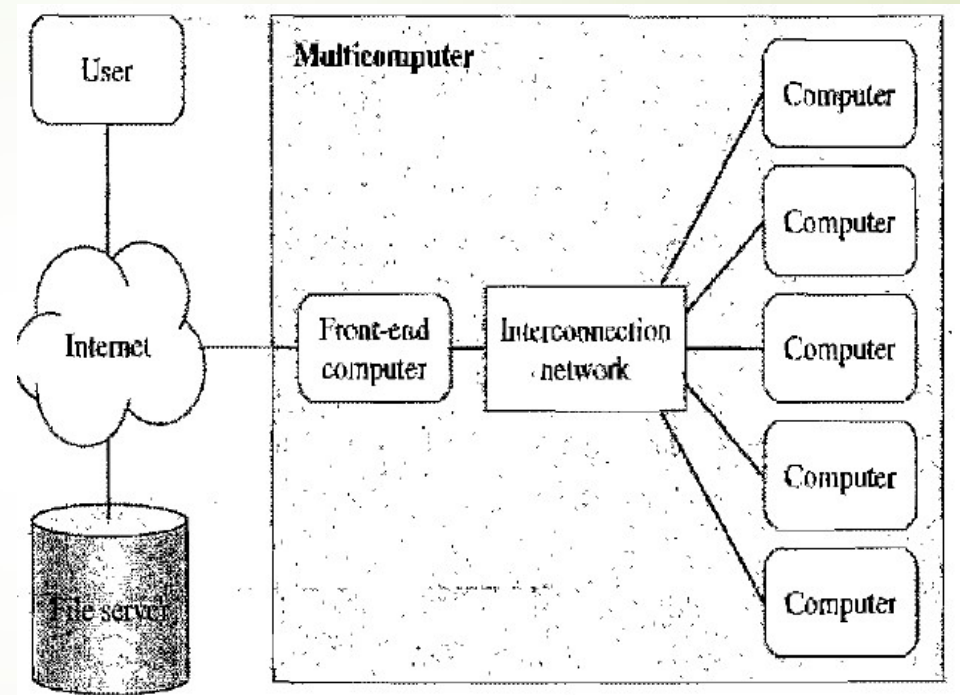 User
Multicomputer
Computer
Computer
Internet
Front-end
computer
Interconnection
network
Computer
Computer
File server
Computer